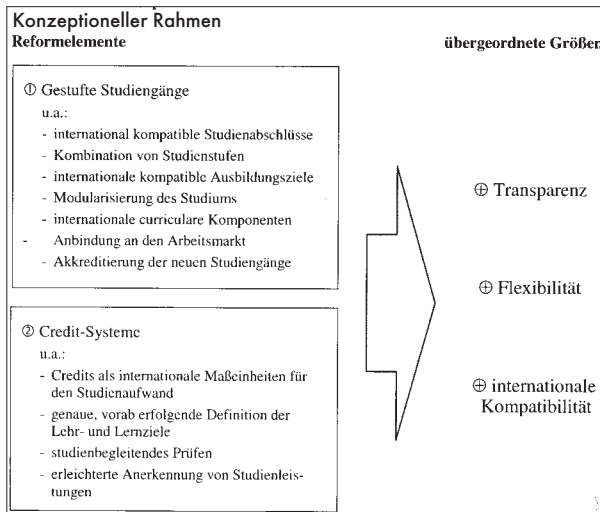 Konzeptioneller Rahmen
Reformelemente
übergeordnete Größen
① Gestufte Studiengänge
u.a.:
- international kompatible Studienabschlüsse
- Kombination von Studienstufen
- internationale kompatible Ausbildungsziele
- Modularisierung des Studiums
- internationale curriculare Komponenten
- Anbindung an den Arbeitsmarkt
- Akkreditierung der neuen Studiengänge
② Credit-Systeme
u.a.:
- Credits als internationale Maßeinheiten für
den Studienaufwand
- genaue, vorab erfolgende Definition der
Lehr- und Lernziele
- studienbegleitendes Prüfen
- erleichterte Anerkennung von Studienleis-
tungen
⊕ Transparenz
⊕ Flexibilität
⊕ internationale
Kompatibilität